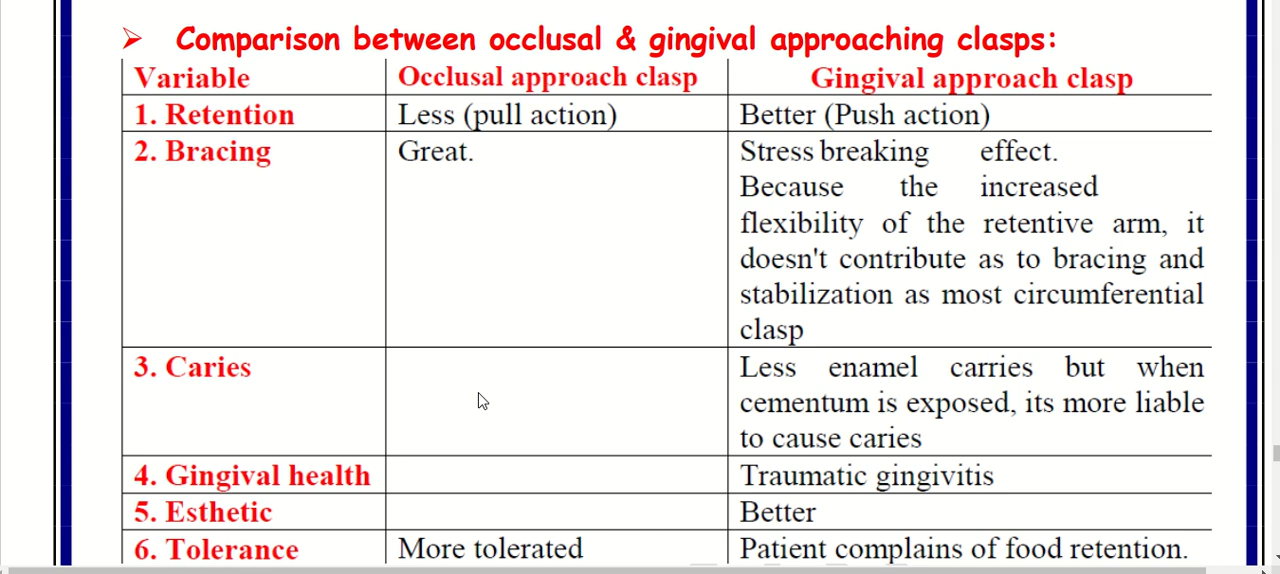 ➢ Comparison between occlusal & gingival approaching clasps:
Variable Occlusal approach clasp Gingival approach clasp
1. Retention Less (pull action) Better (Push action)
2. Bracing Great. Stress breaking effect.
Because the increased
flexibility of the retentive arm, it
doesn't contribute as to bracing and
stabilization as most circumferential
clasp
3. Caries Less enamel carries but when
cementum is exposed, its more liable
to cause caries
4. Gingival health Traumatic gingivitis
5. Esthetic Better
6. Tolerance More tolerated Patient complains of food retention.